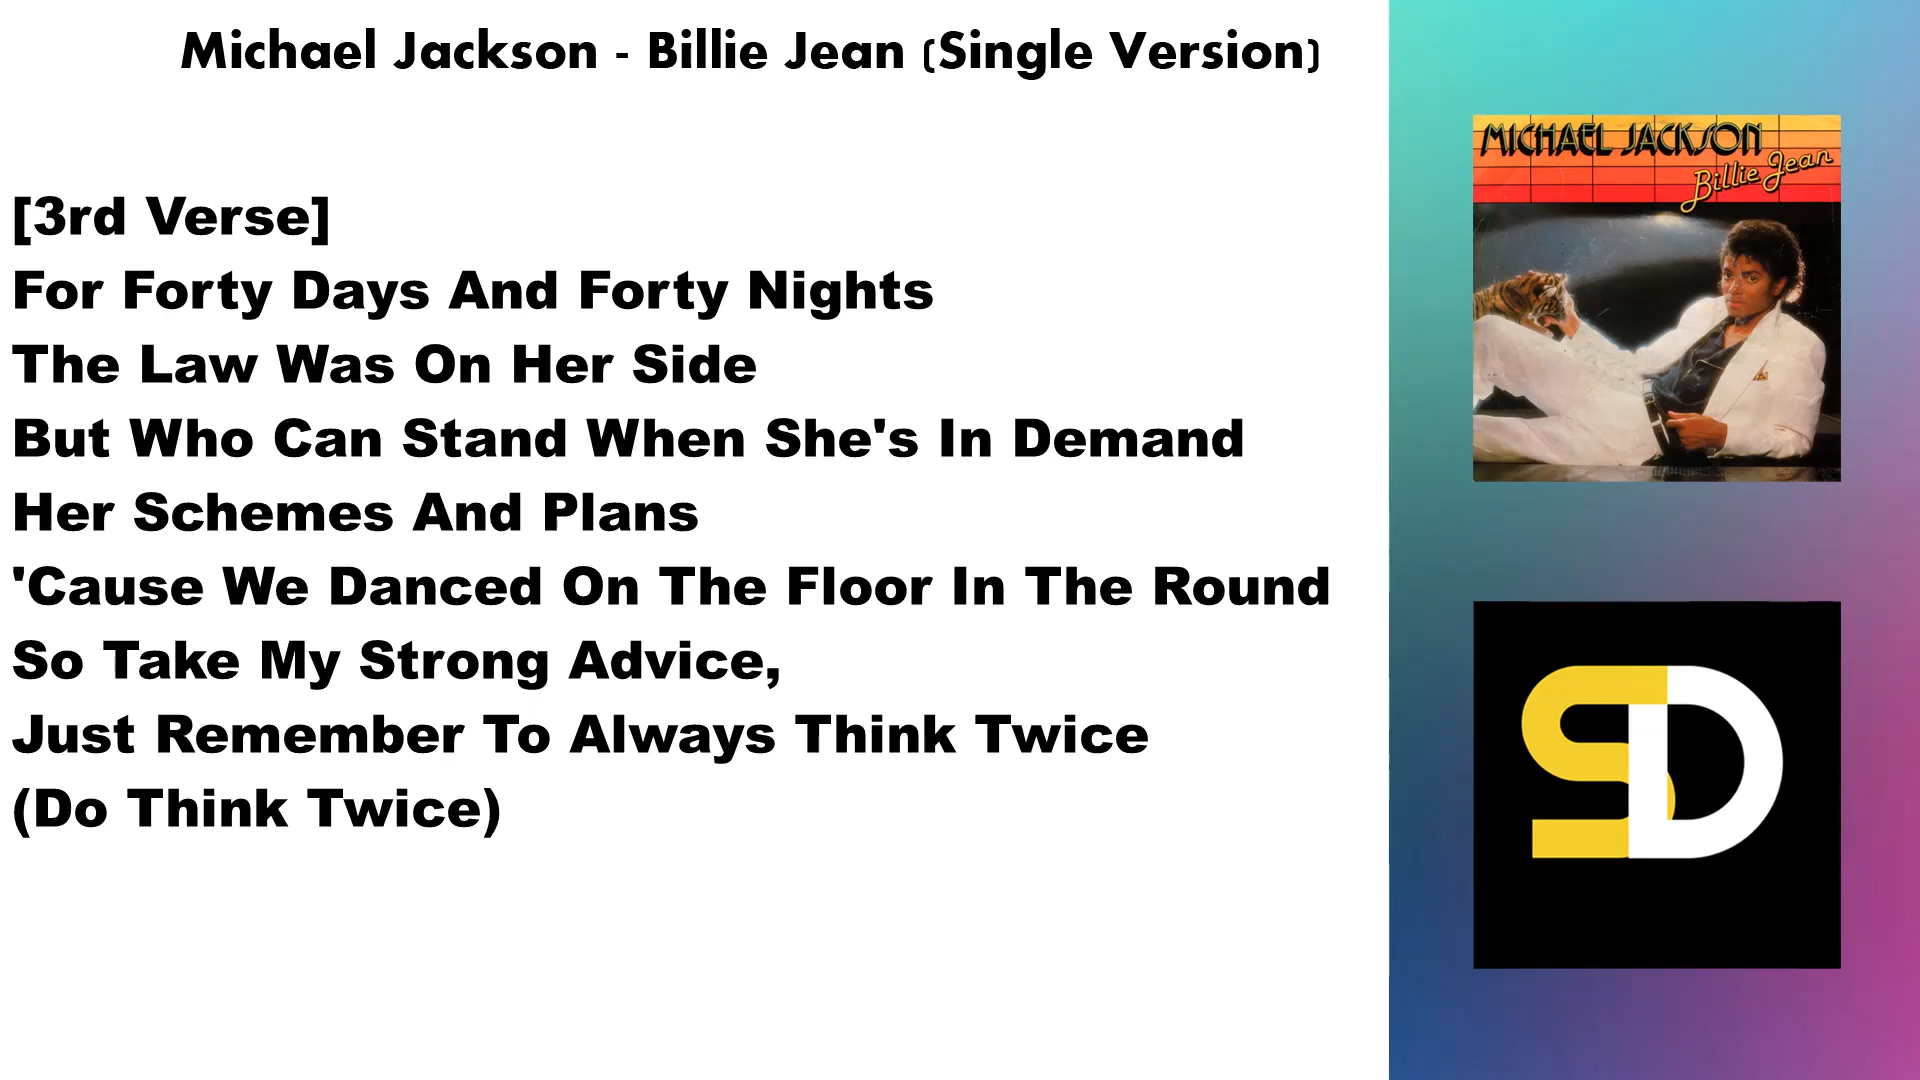 Michael Jackson - Billie Jean (Single Version)
[3rd Verse]
For Forty Days And Forty Nights
The Law Was On Her Side
But Who Can Stand When She's In Demand
Her Schemes And Plans
'Cause We Danced On The Floor In The Round
So Take My Strong Advice,
Just Remember To Always Think Twice
(Do Think Twice)
MICHAEL JACKSON
Billie Jean
SD